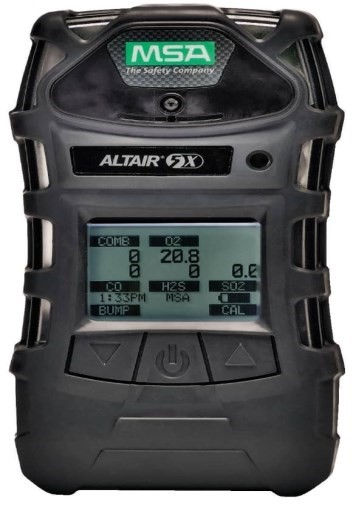 MSA
The Safety Company
ALTAIR® 5X
COMB O2
0 20.8
0 0 0.0
CO H2S SO2
1:33PM MSA
BUMP CAL